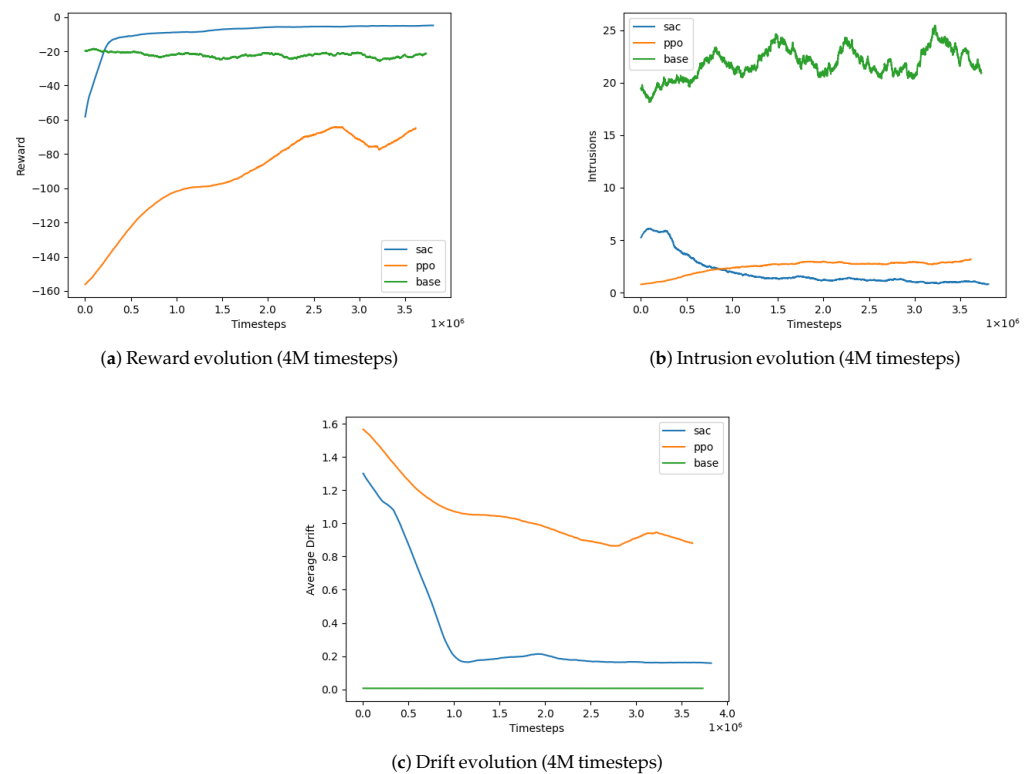 0
−20
−40
−60
−80
−100
−120
−140
−160
Reward
0.0 0.5 1.0 1.5 2.0 2.5 3.0 3.5
Timesteps
1×10⁶
sac
ppo
base
(a) Reward evolution (4M timesteps)
25
20
15
10
5
0
Intrusions
0.0 0.5 1.0 1.5 2.0 2.5 3.0 3.5
Timesteps
1×10⁶
sac
ppo
base
(b) Intrusion evolution (4M timesteps)
1.6
1.4
1.2
1.0
0.8
0.6
0.4
0.2
0.0
Average Drift
0.0 0.5 1.0 1.5 2.0 2.5 3.0 3.5 4.0
Timesteps
1×10⁶
sac
ppo
base
(c) Drift evolution (4M timesteps)